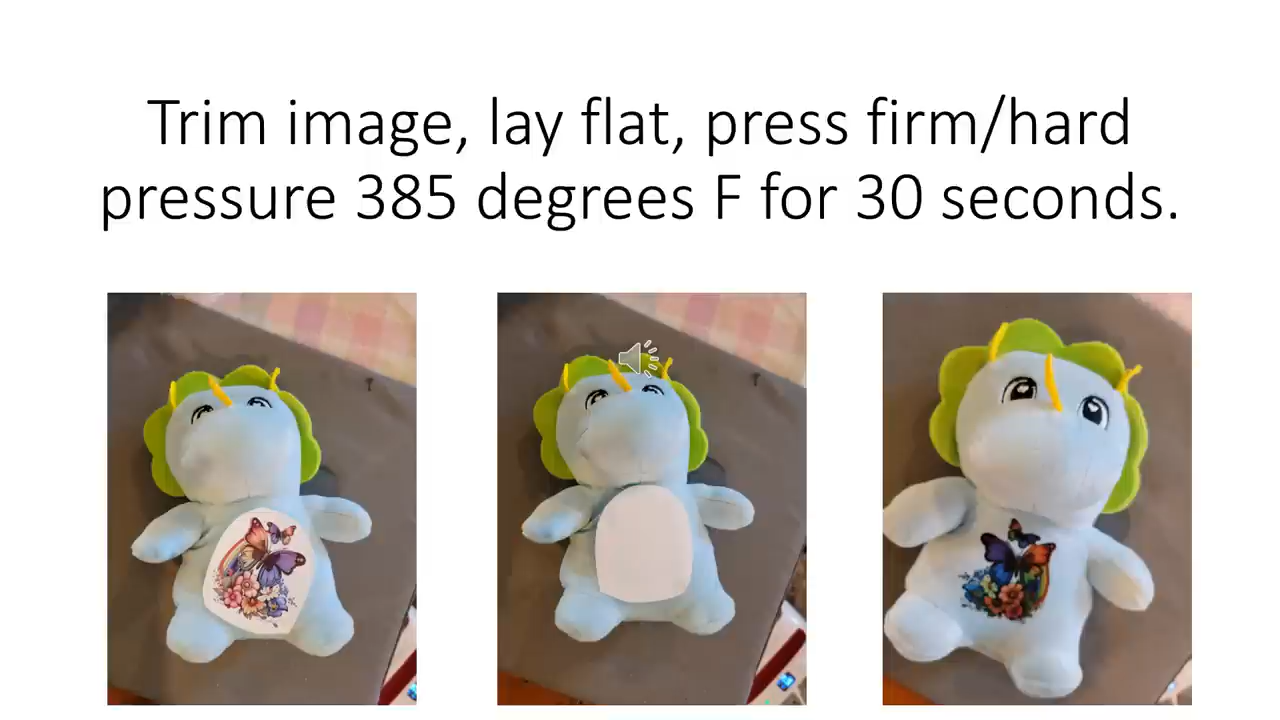 Trim image, lay flat, press firm/hard
pressure 385 degrees F for 30 seconds.